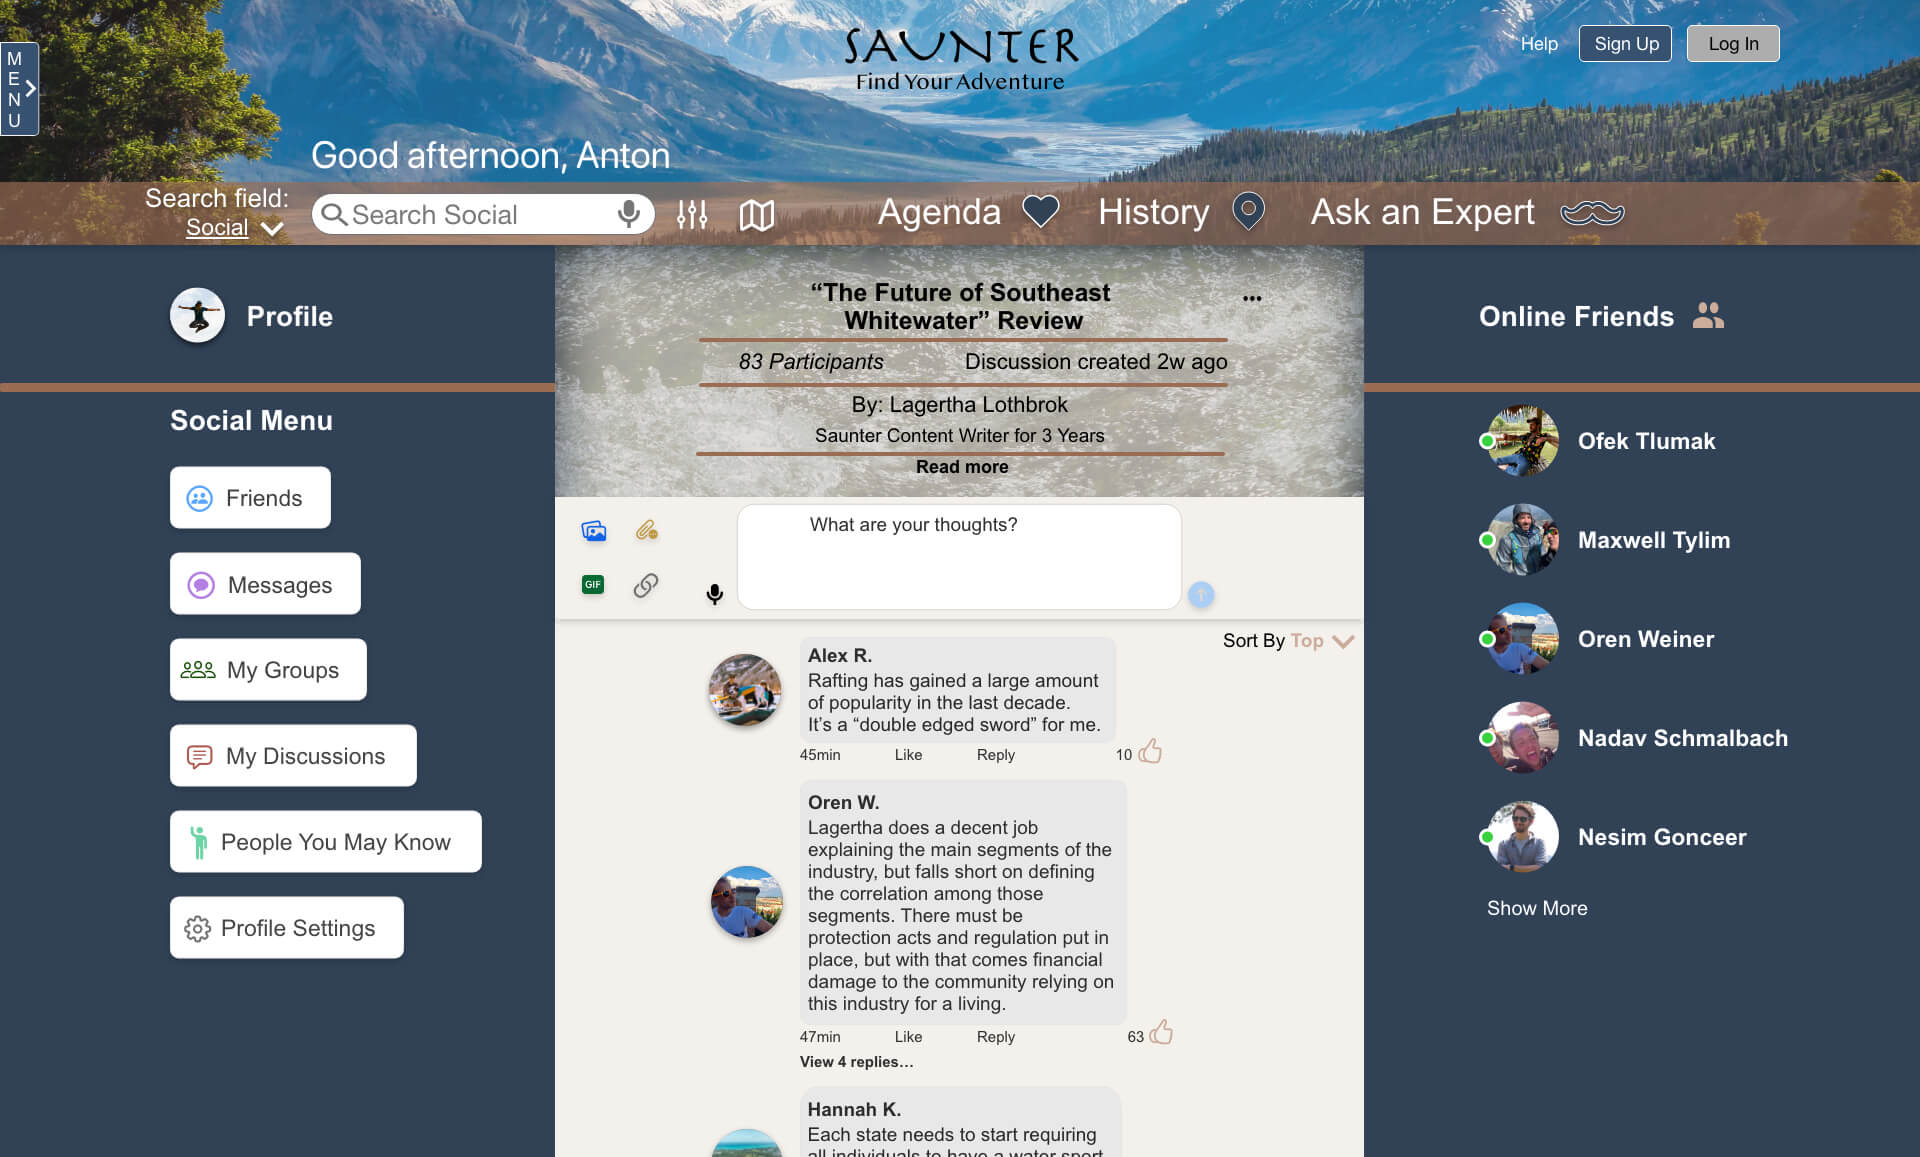 SAUNTER
Find Your Adventure
Help
Sign Up
Log In
MENU
Good afternoon, Anton
Search field:
Social
Search Social
Agenda
History
Ask an Expert
Profile
Social Menu
Friends
Messages
My Groups
My Discussions
People You May Know
Profile Settings
“The Future of Southeast
Whitewater” Review
83 Participants
Discussion created 2w ago
By: Lagertha Lothbrok
Saunter Content Writer for 3 Years
Read more
GIF
What are your thoughts?
Sort By Top
Alex R.
Rafting has gained a large amount
of popularity in the last decade.
It’s a “double edged sword” for me.
45min Like Reply 10
Oren W.
Lagertha does a decent job
explaining the main segments of the
industry, but falls short on defining
the correlation among those
segments. There must be
protection acts and regulation put in
place, but with that comes financial
damage to the community relying on
this industry for a living.
47min Like Reply 63
View 4 replies…
Hannah K.
Each state needs to start requiring
all individuals to have a water sport
Online Friends
Ofek Tlumak
Maxwell Tylim
Oren Weiner
Nadav Schmalbach
Nesim Gonceer
Show More